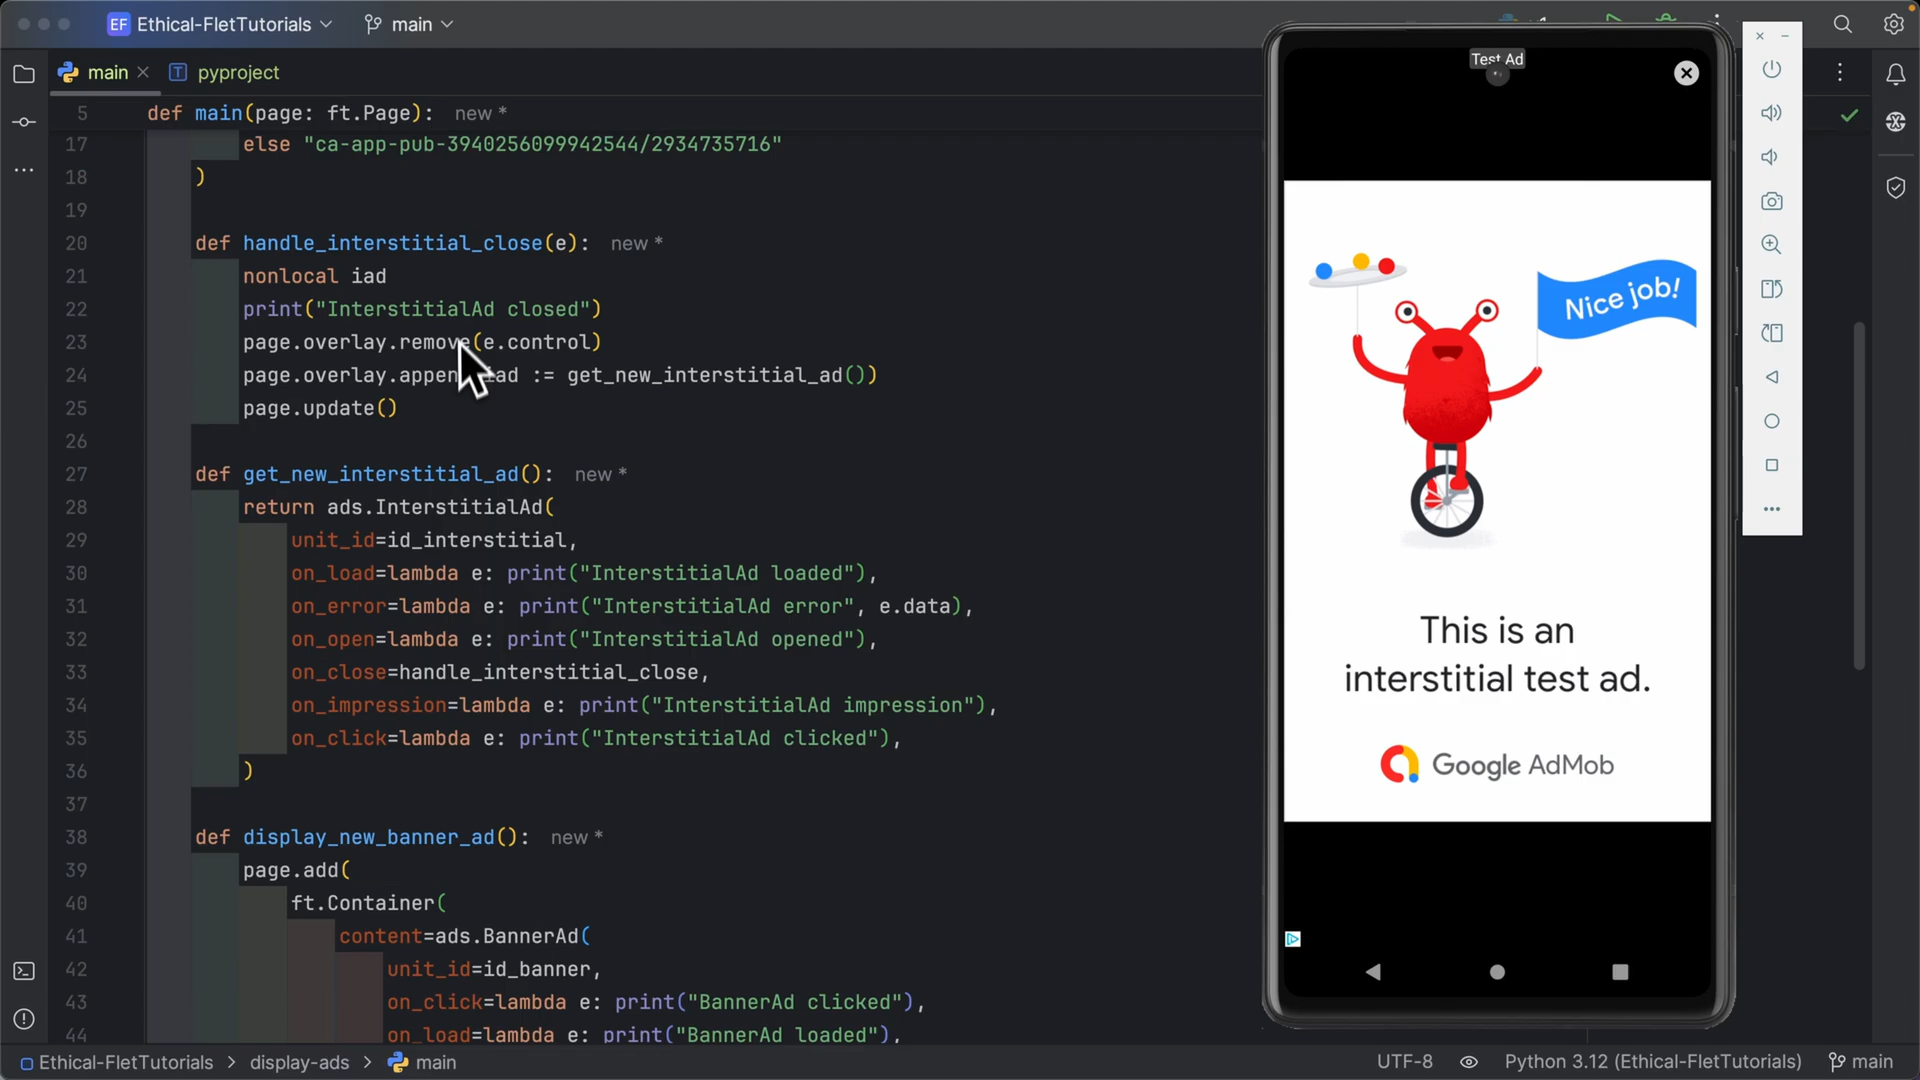 EF Ethical-FletTutorials main
main pyproject
5 def main(page: ft.Page): new *
17 else "ca-app-pub-3940256099942544/2934735716"
18 )
19
20 def handle_interstitial_close(e): new *
21 nonlocal iad
22 print("InterstitialAd closed")
23 page.overlay.remove(e.control)
24 page.overlay.appen iad := get_new_interstitial_ad())
25 page.update()
26
27 def get_new_interstitial_ad(): new *
28 return ads.InterstitialAd(
29 unit_id=id_interstitial,
30 on_load=lambda e: print("InterstitialAd loaded"),
31 on_error=lambda e: print("InterstitialAd error", e.data),
32 on_open=lambda e: print("InterstitialAd opened"),
33 on_close=handle_interstitial_close,
34 on_impression=lambda e: print("InterstitialAd impression"),
35 on_click=lambda e: print("InterstitialAd clicked"),
36 )
37
38 def display_new_banner_ad(): new *
39 page.add(
40 ft.Container(
41 content=ads.BannerAd(
42 unit_id=id_banner,
43 on_click=lambda e: print("BannerAd clicked"),
44 on_load=lambda e: print("BannerAd loaded"),
Test Ad
Nice job!
This is an
interstitial test ad.
Google AdMob
Ethical-FletTutorials > display-ads > main
UTF-8 Python 3.12 (Ethical-FletTutorials) main